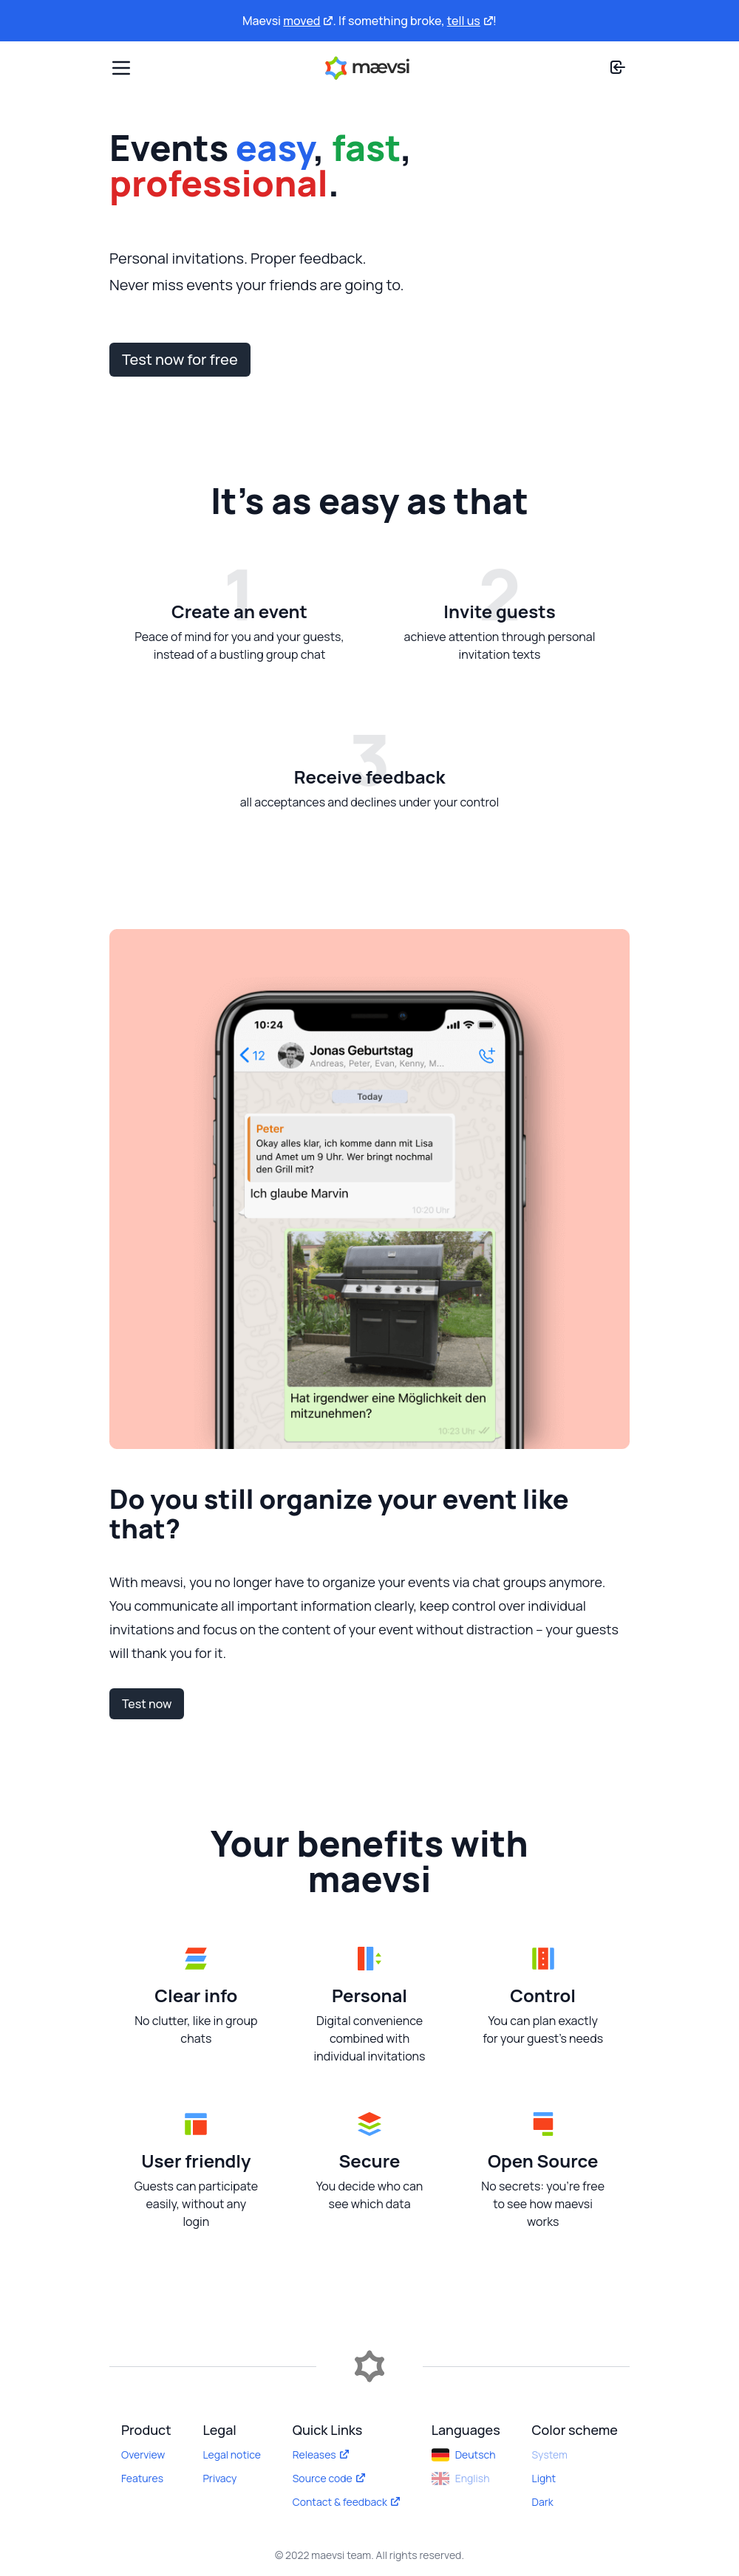 Maevsi moved. If something broke, tell us!
mævsi
Events easy, fast,
professional.
Personal invitations. Proper feedback.
Never miss events your friends are going to.
Test now for free
It's as easy as that
1
Create an event
Peace of mind for you and your guests,
instead of a bustling group chat
2
Invite guests
achieve attention through personal
invitation texts
3
Receive feedback
all acceptances and declines under your control
10:24
12
Jonas Geburtstag
Andreas, Peter, Evan, Kenny, M...
Today
Peter
Okay alles klar, ich komme dann mit Lisa
und Amet um 9 Uhr. Wer bringt nochmal
den Grill mit?
Ich glaube Marvin
10:20 Uhr
Hat irgendwer eine Möglichkeit den
mitzunehmen?
10:23 Uhr
Do you still organize your event like
that?
With meavsi, you no longer have to organize your events via chat groups anymore.
You communicate all important information clearly, keep control over individual
invitations and focus on the content of your event without distraction – your guests
will thank you for it.
Test now
Your benefits with
maevsi
Clear info
No clutter, like in group
chats
Personal
Digital convenience
combined with
individual invitations
Control
You can plan exactly
for your guest's needs
User friendly
Guests can participate
easily, without any
login
Secure
You decide who can
see which data
Open Source
No secrets: you're free
to see how maevsi
works
Product
Overview
Features
Legal
Legal notice
Privacy
Quick Links
Releases
Source code
Contact & feedback
Languages
Deutsch
English
Color scheme
System
Light
Dark
© 2022 maevsi team. All rights reserved.